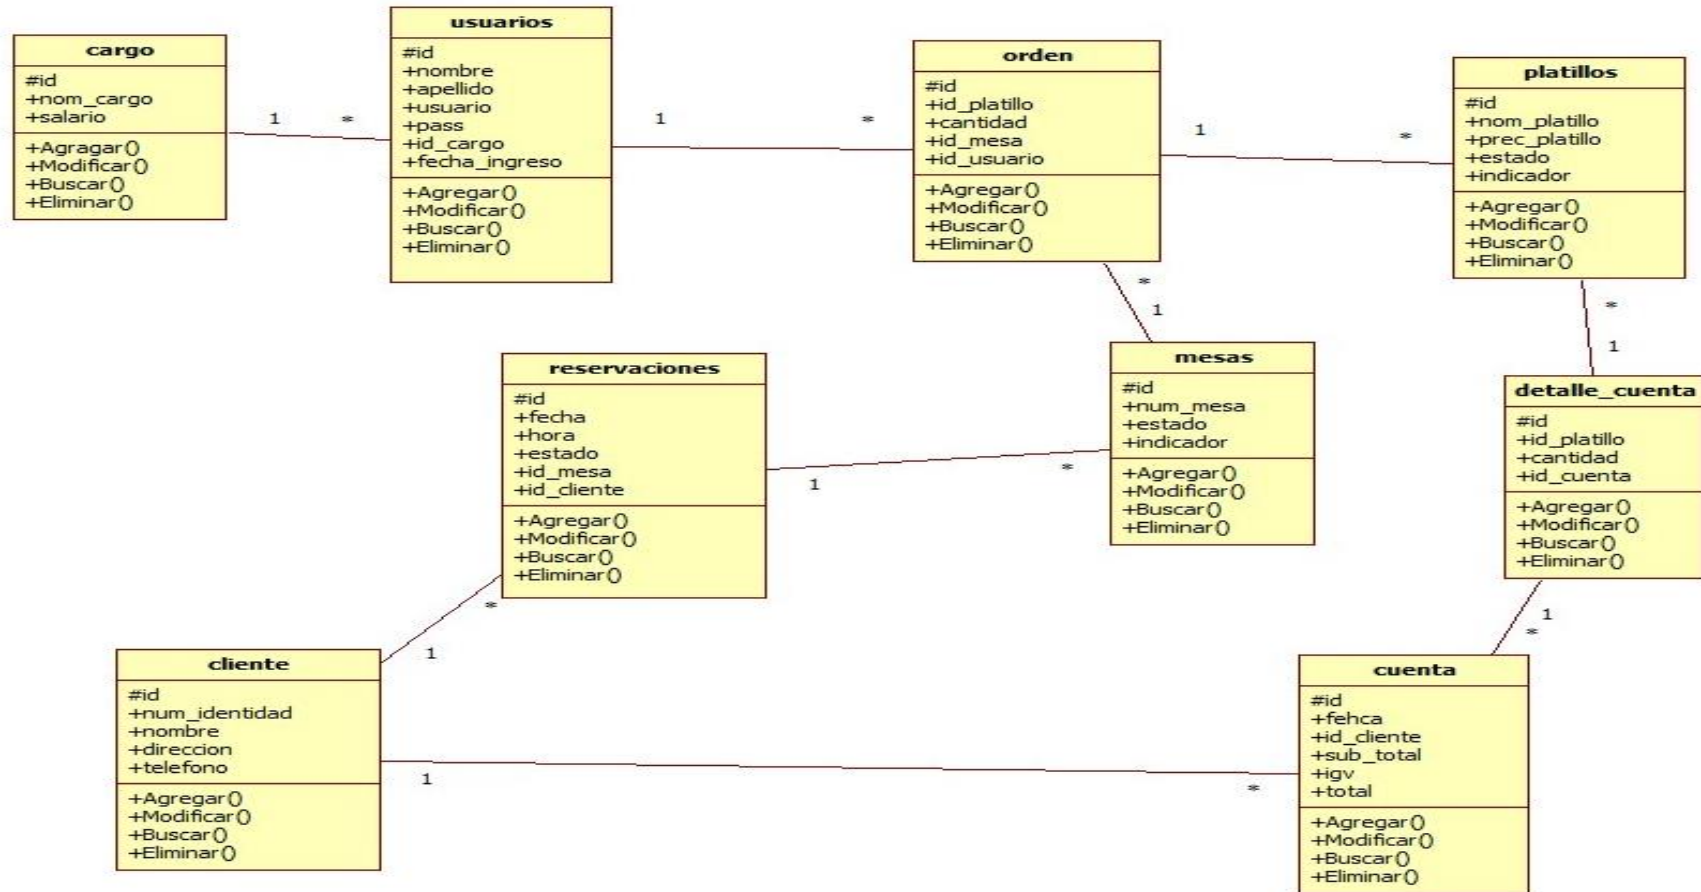 cargo
#id
+nom_cargo
+salario
+Agragar()
+Modificar()
+Buscar()
+Eliminar()
1
*
usuarios
#id
+nombre
+apellido
+usuario
+pass
+id_cargo
+fecha_ingreso
+Agregar()
+Modificar()
+Buscar()
+Eliminar()
1
*
orden
#id
+id_platillo
+cantidad
+id_mesa
+id_usuario
+Agregar()
+Modificar()
+Buscar()
+Eliminar()
1
*
platillos
#id
+nom_platillo
+prec_platillo
+estado
+indicador
+Agregar()
+Modificar()
+Buscar()
+Eliminar()
*
1
*
1
reservaciones
#id
+fecha
+hora
+estado
+id_mesa
+id_cliente
+Agregar()
+Modificar()
+Buscar()
+Eliminar()
1
*
mesas
#id
+num_mesa
+estado
+indicador
+Agregar()
+Modificar()
+Buscar()
+Eliminar()
detalle_cuenta
#id
+id_platillo
+cantidad
+id_cuenta
+Agregar()
+Modificar()
+Buscar()
+Eliminar()
*
1
1
*
cliente
#id
+num_identidad
+nombre
+direccion
+telefono
+Agregar()
+Modificar()
+Buscar()
+Eliminar()
1
*
cuenta
#id
+fehca
+id_cliente
+sub_total
+igv
+total
+Agregar()
+Modificar()
+Buscar()
+Eliminar()